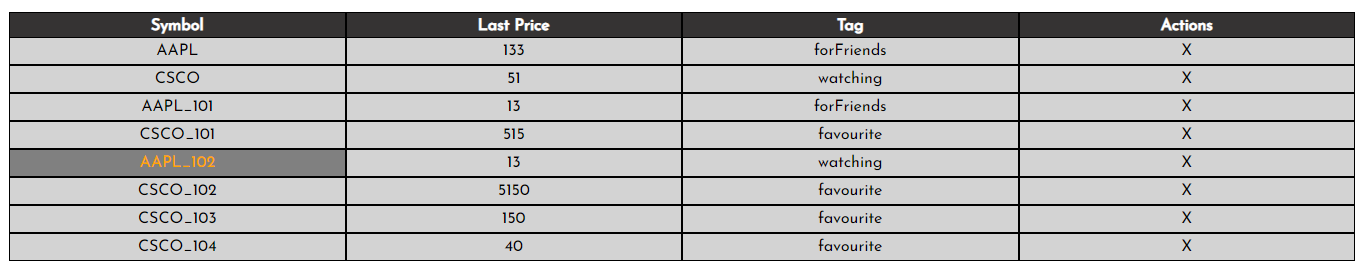 Symbol Last Price Tag Actions
AAPL 133 forFriends X
CSCO 51 watching X
AAPL_101 13 forFriends X
CSCO_101 515 favourite X
AAPL_102 13 watching X
CSCO_102 5150 favourite X
CSCO_103 150 favourite X
CSCO_104 40 favourite X